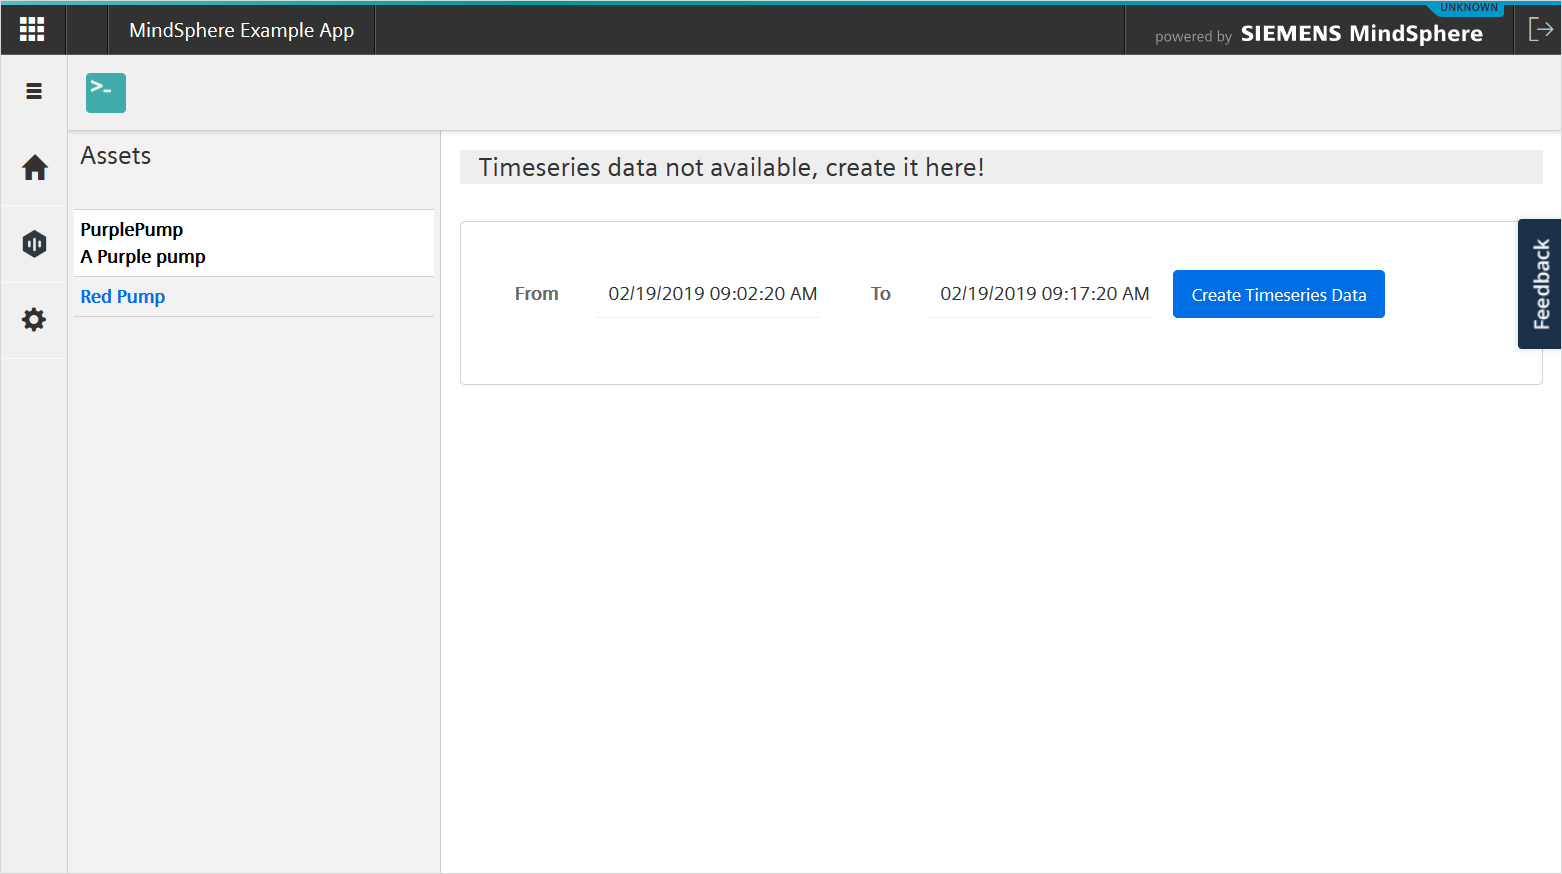 UNKNOWN
MindSphere Example App
powered by SIEMENS MindSphere
>-
Assets
PurplePump
A Purple pump
Red Pump
Timeseries data not available, create it here!
From 02/19/2019 09:02:20 AM To 02/19/2019 09:17:20 AM Create Timeseries Data
Feedback